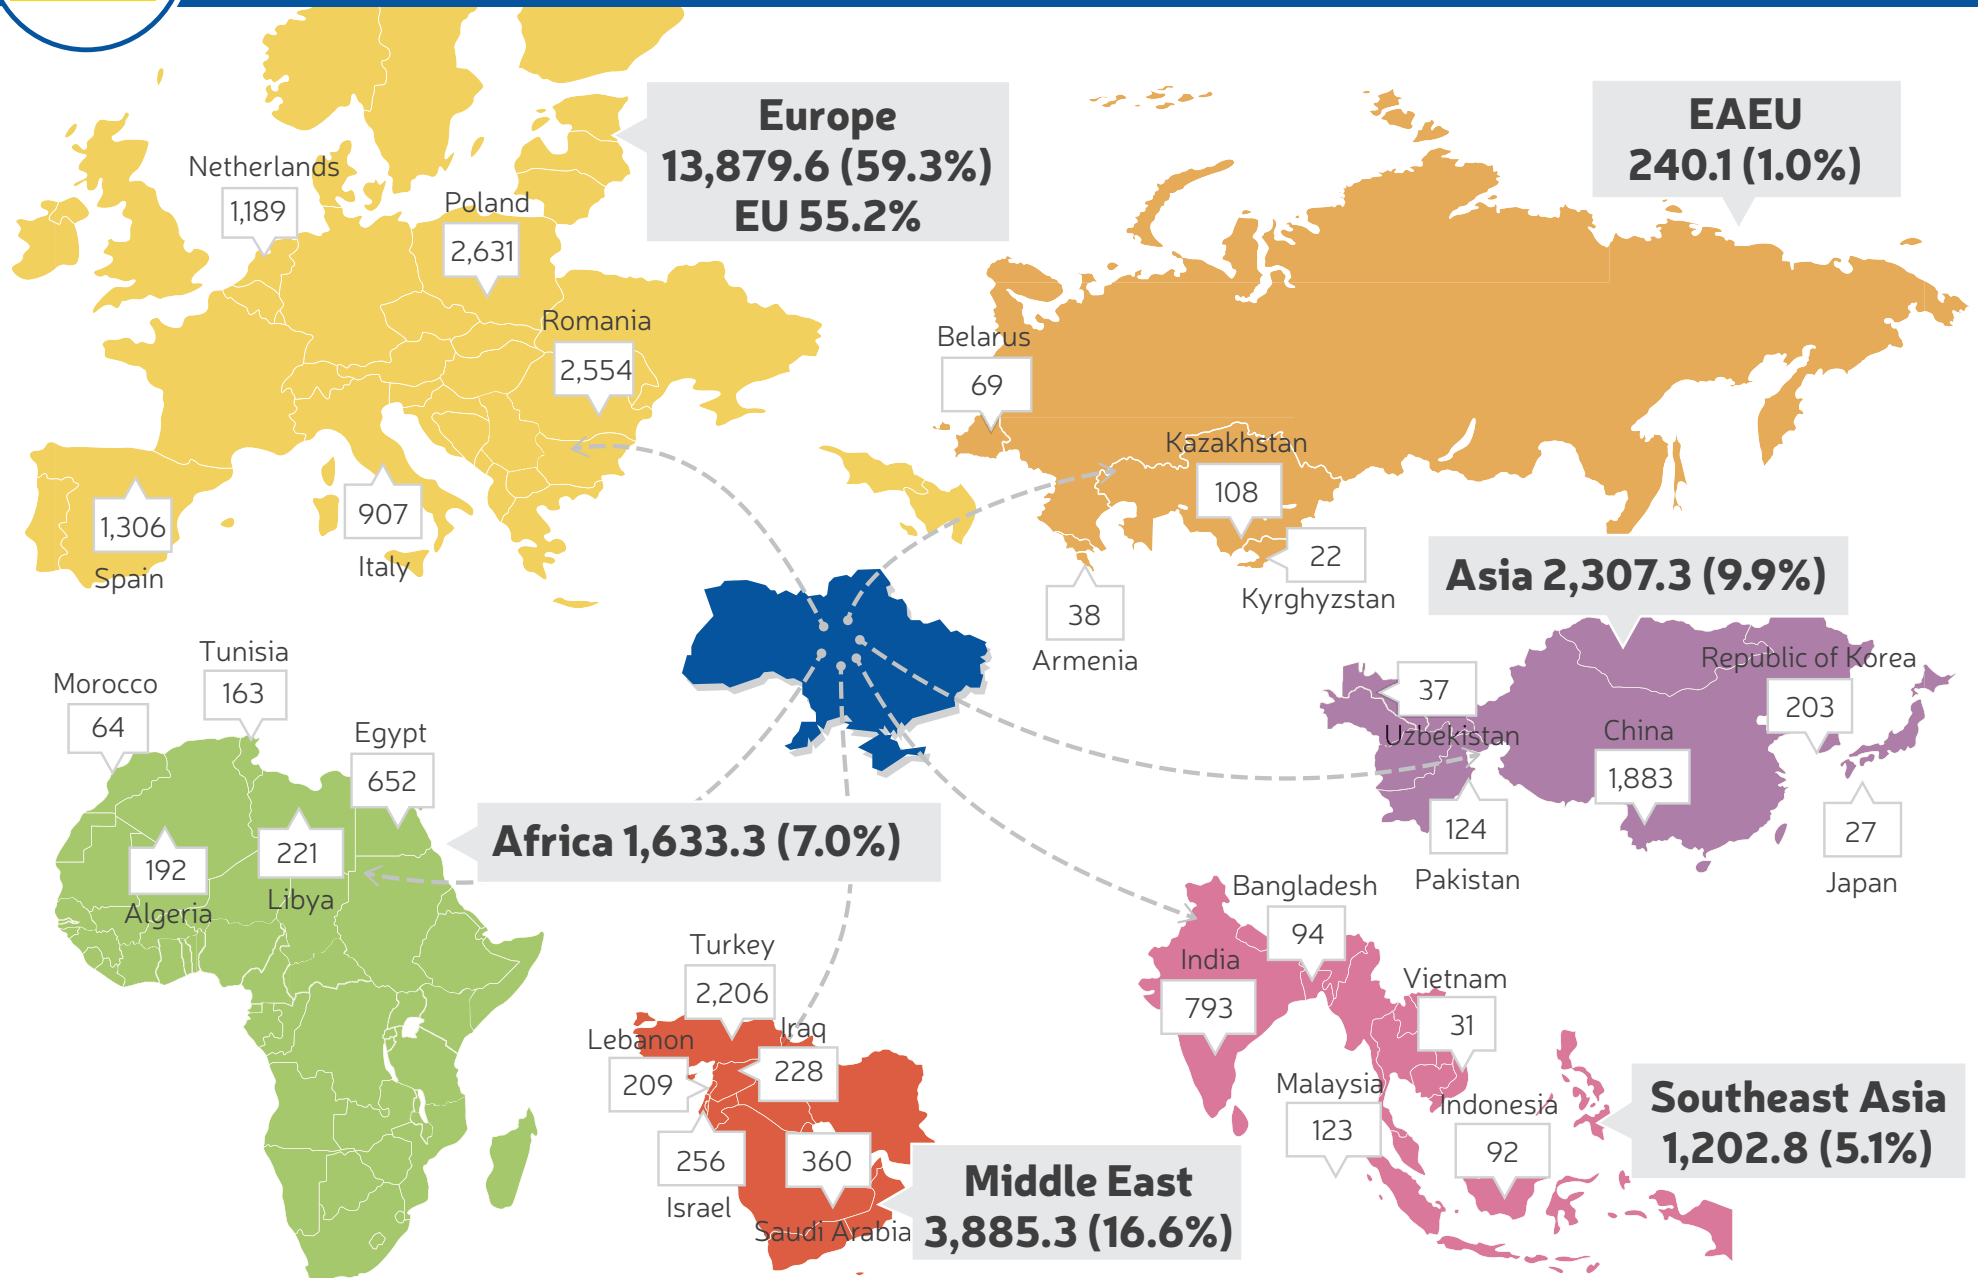 Europe
13,879.6 (59.3%)
EU 55.2%
Netherlands
1,189
Poland
2,631
Romania
2,554
1,306
Spain
907
Italy
EAEU
240.1 (1.0%)
Belarus
69
Kazakhstan
108
22
Kyrghyzstan
38
Armenia
Asia 2,307.3 (9.9%)
Republic of Korea
203
37
Uzbekistan
China
1,883
124
Pakistan
27
Japan
Tunisia
163
Morocco
64
Egypt
652
Africa 1,633.3 (7.0%)
192
Algeria
221
Libya
Turkey
2,206
Iraq
228
Lebanon
209
256
Israel
360
Saudi Arabia
Middle East
3,885.3 (16.6%)
Bangladesh
94
India
793
Vietnam
31
Malaysia
123
Indonesia
92
Southeast Asia
1,202.8 (5.1%)